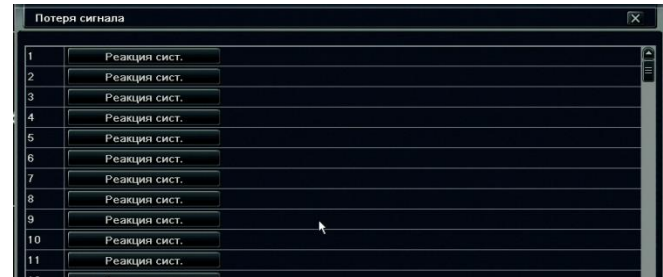 Потеря сигнала
1 Реакция сист.
2 Реакция сист.
3 Реакция сист.
4 Реакция сист.
5 Реакция сист.
6 Реакция сист.
7 Реакция сист.
8 Реакция сист.
9 Реакция сист.
10 Реакция сист.
11 Реакция сист.